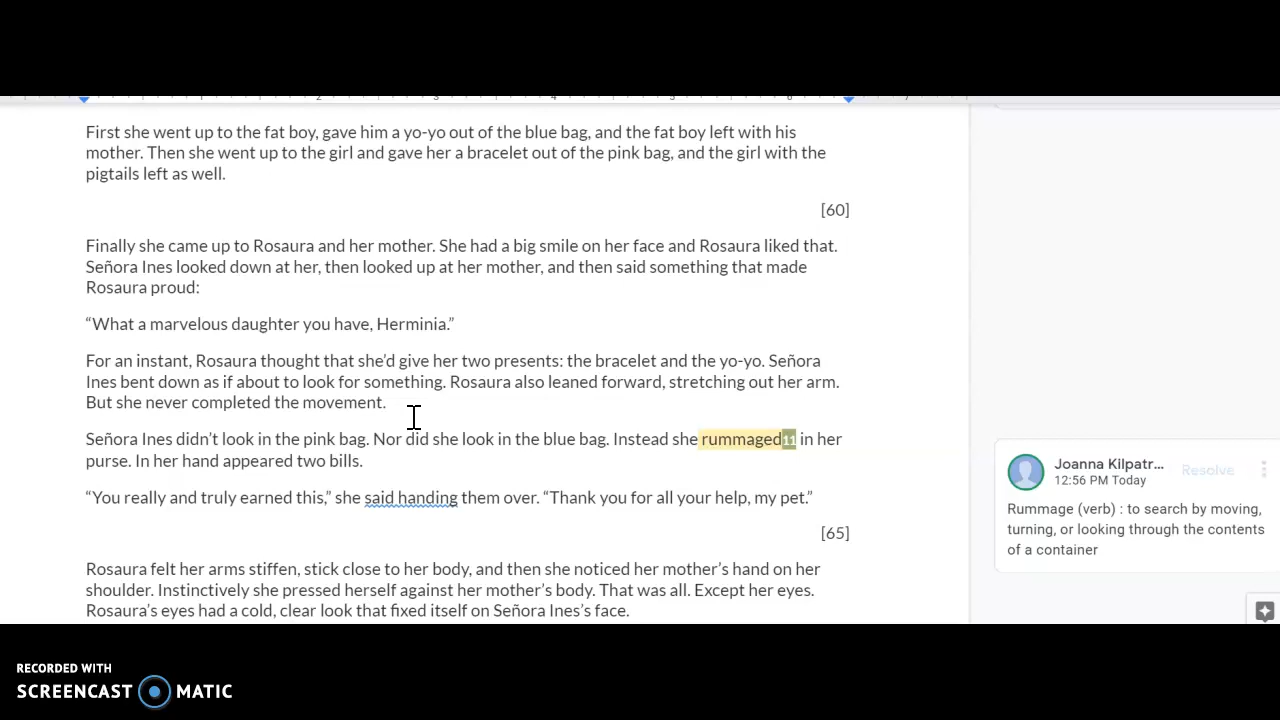 First she went up to the fat boy, gave him a yo-yo out of the blue bag, and the fat boy left with his
mother. Then she went up to the girl and gave her a bracelet out of the pink bag, and the girl with the
pigtails left as well.
[60]
Finally she came up to Rosaura and her mother. She had a big smile on her face and Rosaura liked that.
Señora Ines looked down at her, then looked up at her mother, and then said something that made
Rosaura proud:
“What a marvelous daughter you have, Herminia.”
For an instant, Rosaura thought that she’d give her two presents: the bracelet and the yo-yo. Señora
Ines bent down as if about to look for something. Rosaura also leaned forward, stretching out her arm.
But she never completed the movement.
Señora Ines didn’t look in the pink bag. Nor did she look in the blue bag. Instead she rummaged11 in her
purse. In her hand appeared two bills.
“You really and truly earned this,” she said handing them over. “Thank you for all your help, my pet.”
[65]
Rosaura felt her arms stiffen, stick close to her body, and then she noticed her mother’s hand on her
shoulder. Instinctively she pressed herself against her mother’s body. That was all. Except her eyes.
Rosaura’s eyes had a cold, clear look that fixed itself on Señora Ines’s face.
Joanna Kilpatr... Resolve
12:56 PM Today
Rummage (verb) : to search by moving,
turning, or looking through the contents
of a container
RECORDED WITH
SCREENCAST MATIC